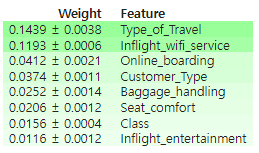 Weight Feature
0.1439 ± 0.0038 Type_of_Travel
0.1193 ± 0.0006 Inflight_wifi_service
0.0412 ± 0.0021 Online_boarding
0.0374 ± 0.0011 Customer_Type
0.0252 ± 0.0014 Baggage_handling
0.0206 ± 0.0012 Seat_comfort
0.0156 ± 0.0004 Class
0.0116 ± 0.0012 Inflight_entertainment